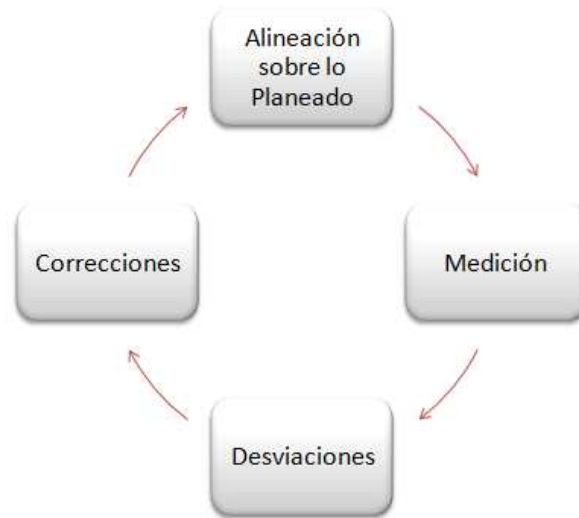 Alineación
sobre lo
Planeado
Medición
Desviaciones
Correcciones